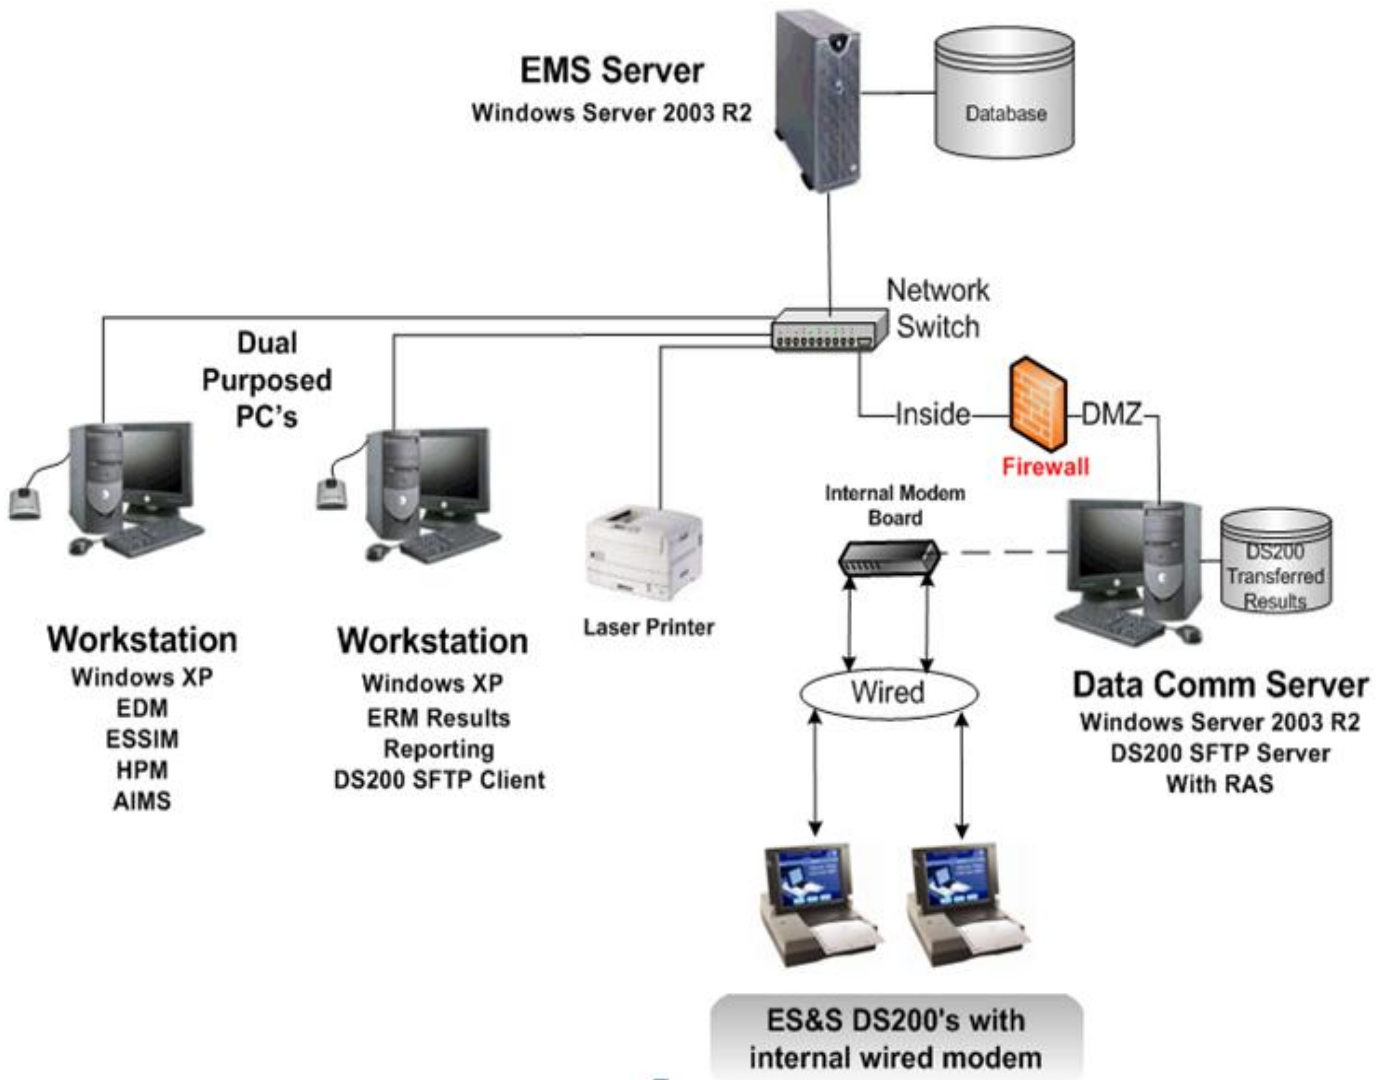 EMS Server
Windows Server 2003 R2
Database
Network
Switch
Dual
Purposed
PC's
Inside
DMZ
Firewall
Internal Modem
Board
DS200
Transferred
Results
Laser Printer
Workstation
Windows XP
EDM
ESSIM
HPM
AIMS
Workstation
Windows XP
ERM Results
Reporting
DS200 SFTP Client
Wired
Data Comm Server
Windows Server 2003 R2
DS200 SFTP Server
With RAS
ES&S DS200's with
internal wired modem